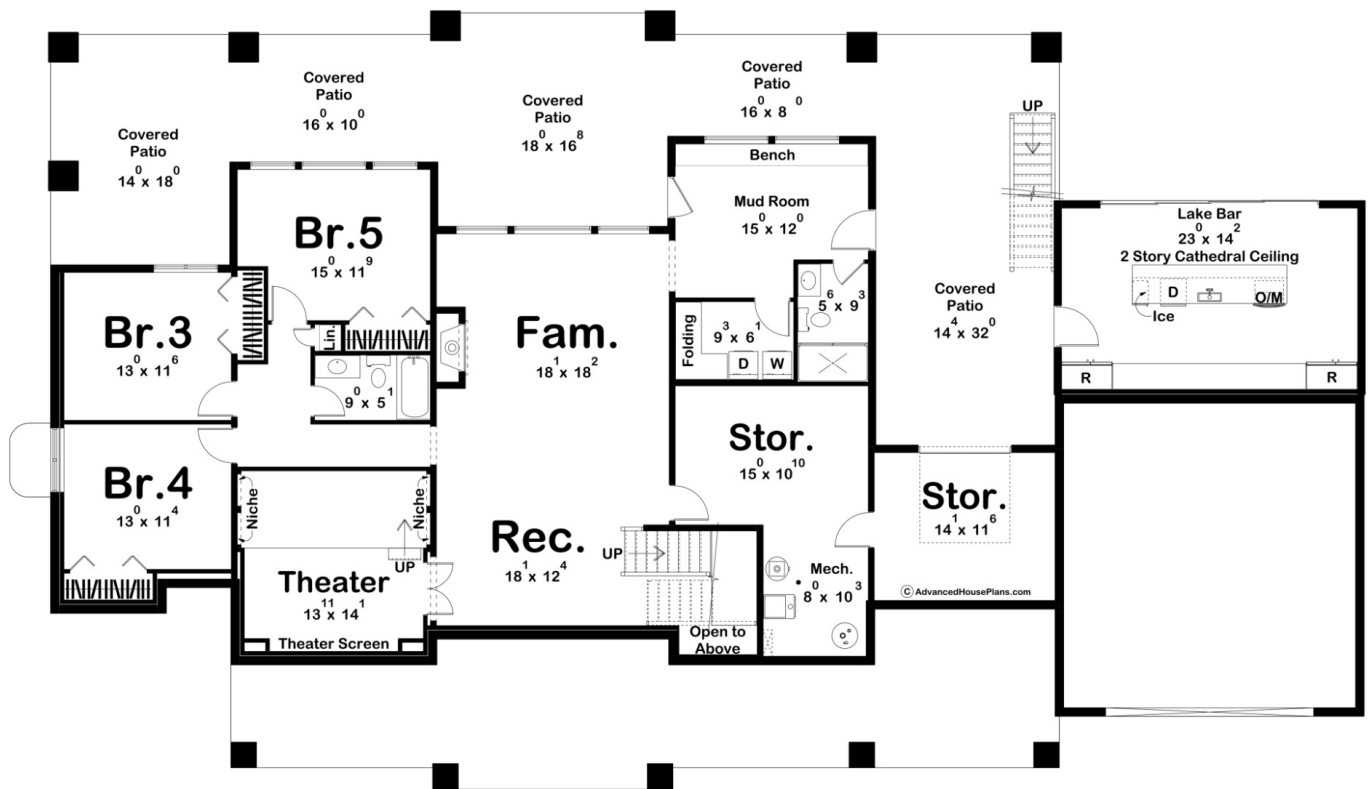 Covered
Patio
14⁰ x 18⁰
Covered
Patio
16⁰ x 10⁰
Covered
Patio
18⁰ x 16⁸
Covered
Patio
16⁰ x 8⁰
UP
Bench
Mud Room
15⁰ x 12⁰
Lake Bar
23⁰ x 14²
2 Story Cathedral Ceiling
D
O/M
Ice
R
R
Br.5
15⁰ x 11⁹
Br.3
13⁰ x 11⁶
Lin.
9⁰ x 5¹
Fam.
18¹ x 18²
Folding
9³ x 6¹
D
W
5⁶ x 9³
Covered
Patio
14⁴ x 32⁰
Br.4
13⁰ x 11⁴
Niche
Niche
UP
Theater
13¹¹ x 14¹
Theater Screen
Rec.
18¹ x 12⁴
UP
Open to
Above
Stor.
15⁰ x 10¹⁰
Mech.
8⁰ x 10³
Stor.
14¹ x 11⁶
© AdvancedHousePlans.com